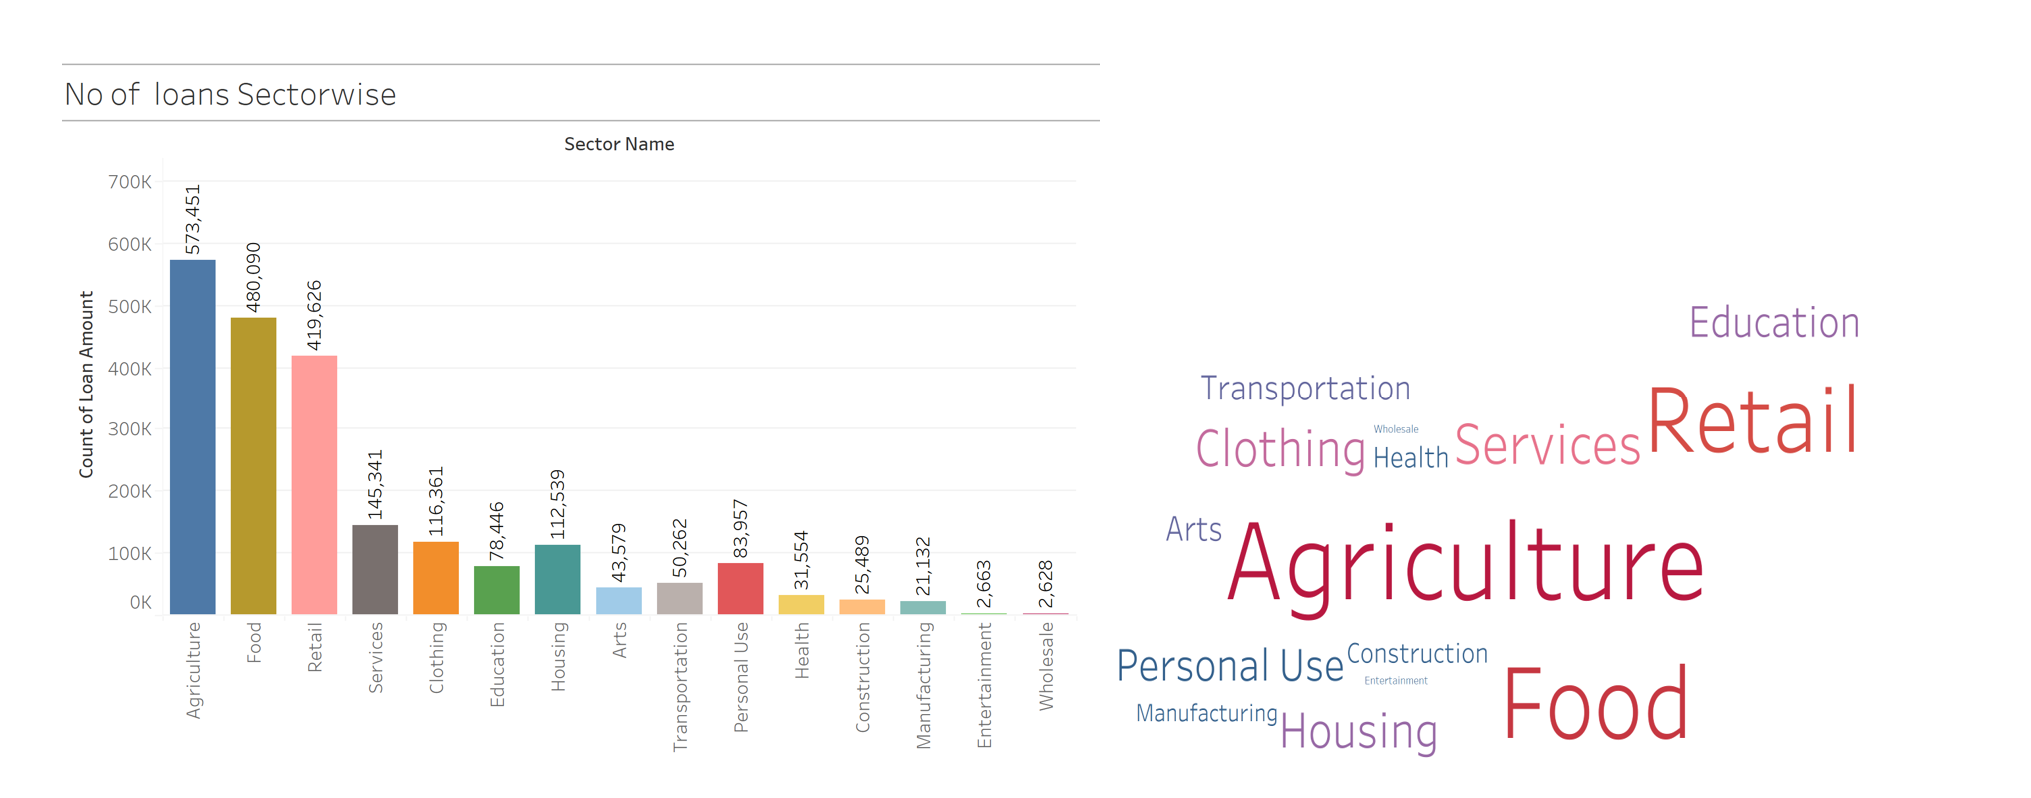 No of loans Sectorwise
Sector Name
Count of Loan Amount
700K
600K
500K
400K
300K
200K
100K
0K
573,451
480,090
419,626
145,341
116,361
78,446
112,539
43,579
50,262
83,957
31,554
25,489
21,132
2,663
2,628
Agriculture
Food
Retail
Services
Clothing
Education
Housing
Arts
Transportation
Personal Use
Health
Construction
Manufacturing
Entertainment
Wholesale
Education
Transportation
Retail
Wholesale
Clothing
Health
Services
Arts
Agriculture
Personal Use
Construction
Entertainment
Food
Manufacturing
Housing